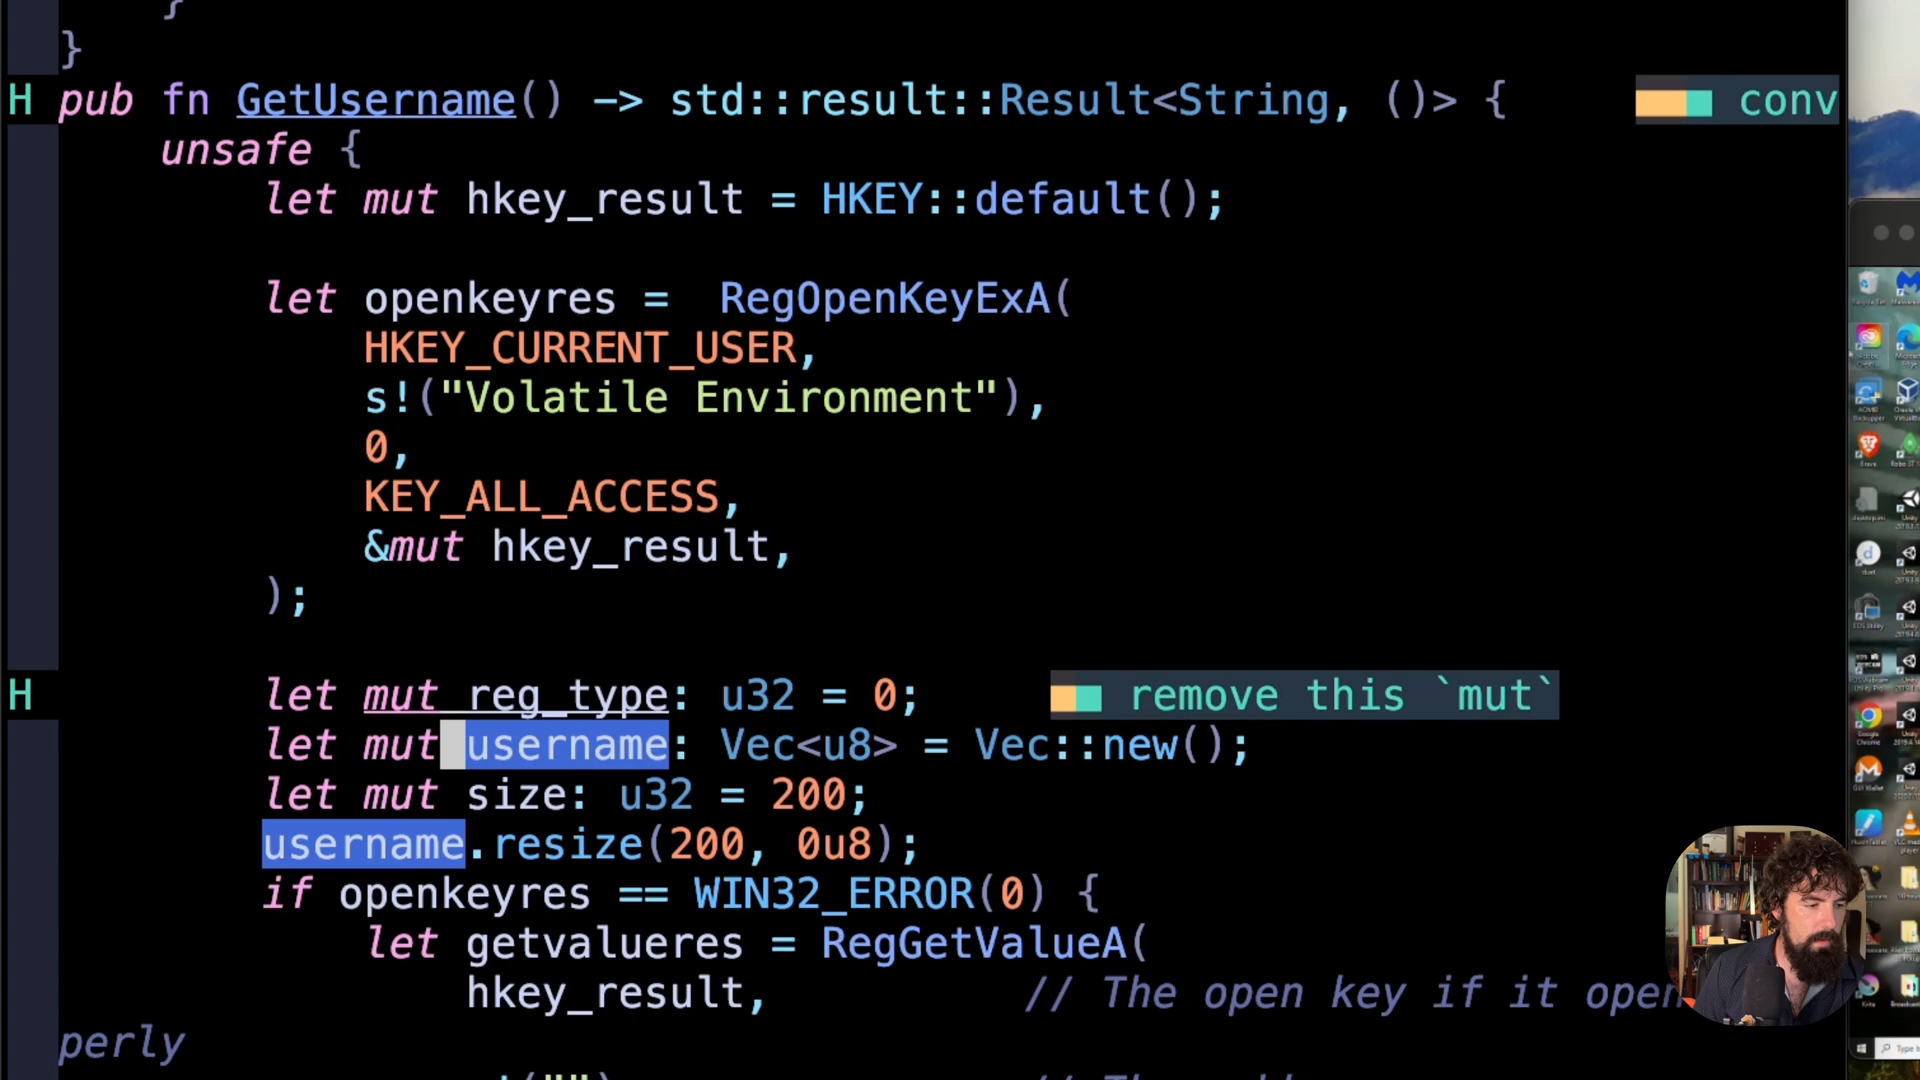 }
}
H pub fn GetUsername() -> std::result::Result<String, ()> { conv
unsafe {
let mut hkey_result = HKEY::default();
let openkeyres =  RegOpenKeyExA(
HKEY_CURRENT_USER,
s!("Volatile Environment"),
0,
KEY_ALL_ACCESS,
&mut hkey_result,
);
H let mut reg_type: u32 = 0; remove this `mut`
let mut username: Vec<u8> = Vec::new();
let mut size: u32 = 200;
username.resize(200, 0u8);
if openkeyres == WIN32_ERROR(0) {
let getvalueres = RegGetValueA(
hkey_result, // The open key if it open
perly